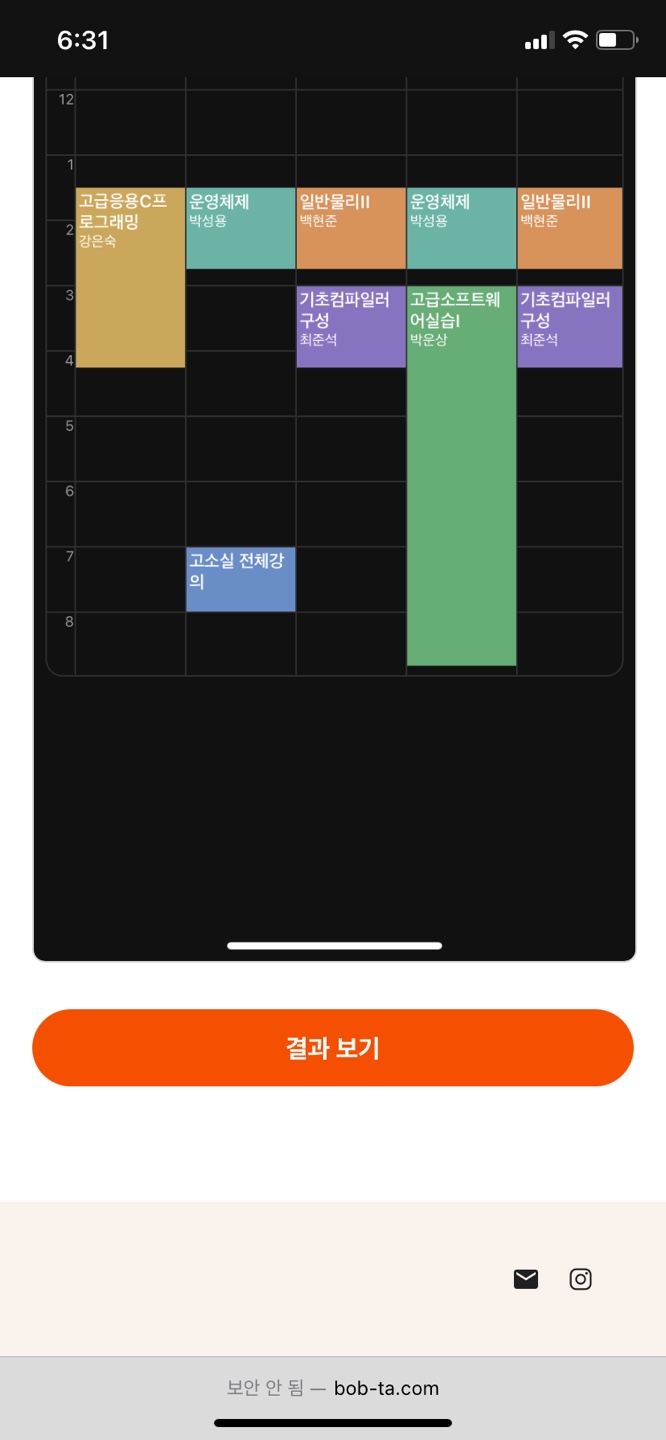 6:31
12
1
고급응용C프
로그래밍
강은숙
운영체제
박성용
일반물리II
백현준
운영체제
박성용
일반물리II
백현준
2
3
기초컴파일러
구성
최준석
고급소프트웨
어실습I
박운상
기초컴파일러
구성
최준석
4
5
6
7
고소실 전체강
의
8
결과 보기
보안 안 됨 — bob-ta.com